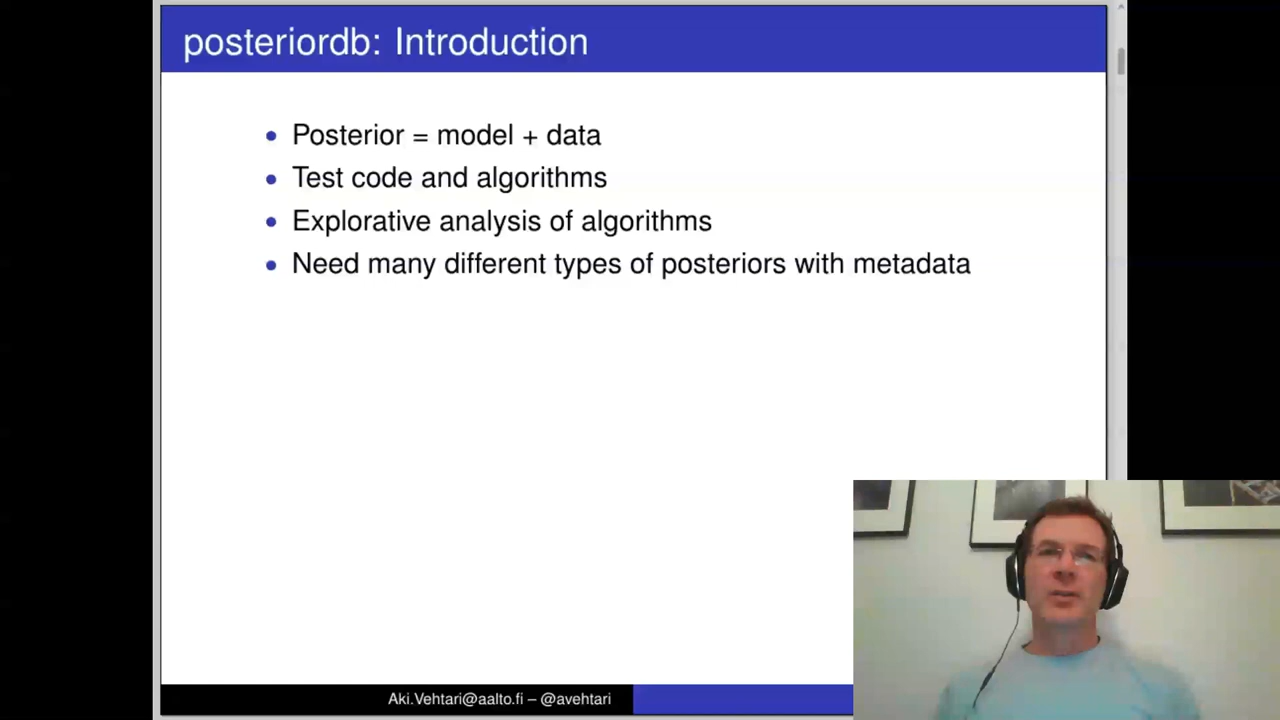 posteriordb: Introduction
• Posterior = model + data
• Test code and algorithms
• Explorative analysis of algorithms
• Need many different types of posteriors with metadata
Aki.Vehtari@aalto.fi – @avehtari